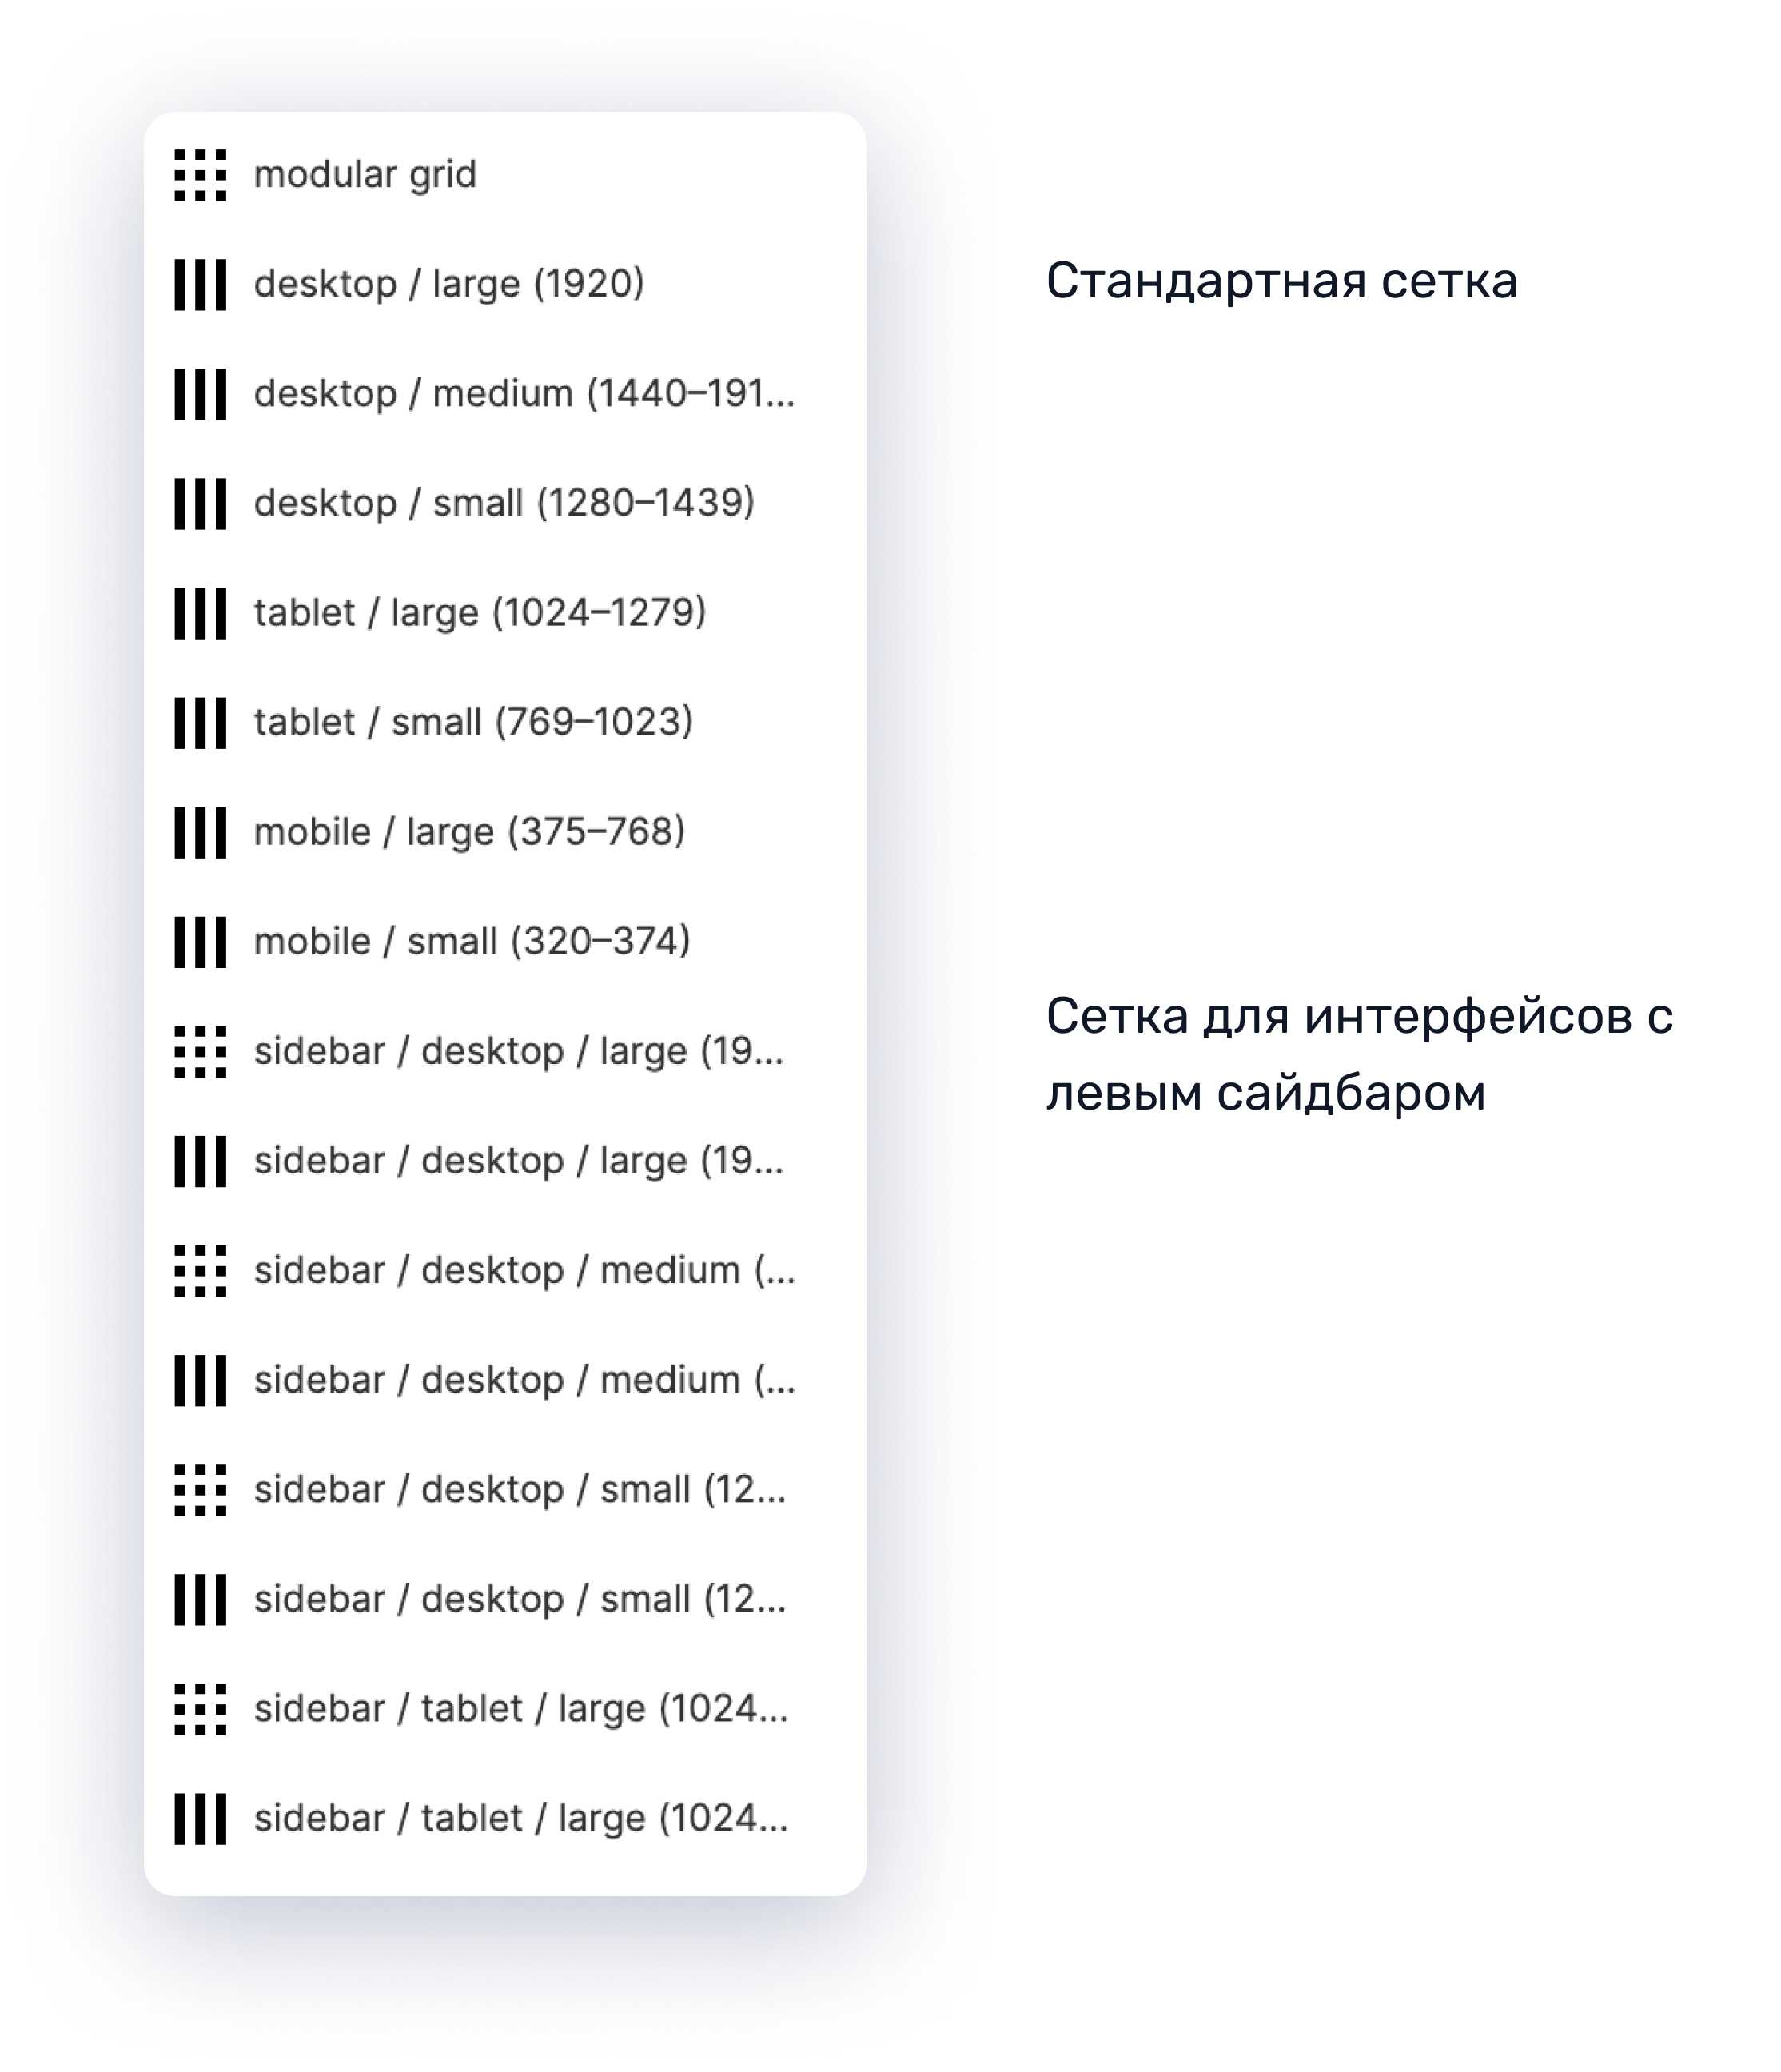 modular grid
desktop / large (1920)
Стандартная сетка
desktop / medium (1440–191...
desktop / small (1280–1439)
tablet / large (1024–1279)
tablet / small (769–1023)
mobile / large (375–768)
mobile / small (320–374)
sidebar / desktop / large (19...
Сетка для интерфейсов с
левым сайдбаром
sidebar / desktop / large (19...
sidebar / desktop / medium (...
sidebar / desktop / medium (...
sidebar / desktop / small (12...
sidebar / desktop / small (12...
sidebar / tablet / large (1024...
sidebar / tablet / large (1024...